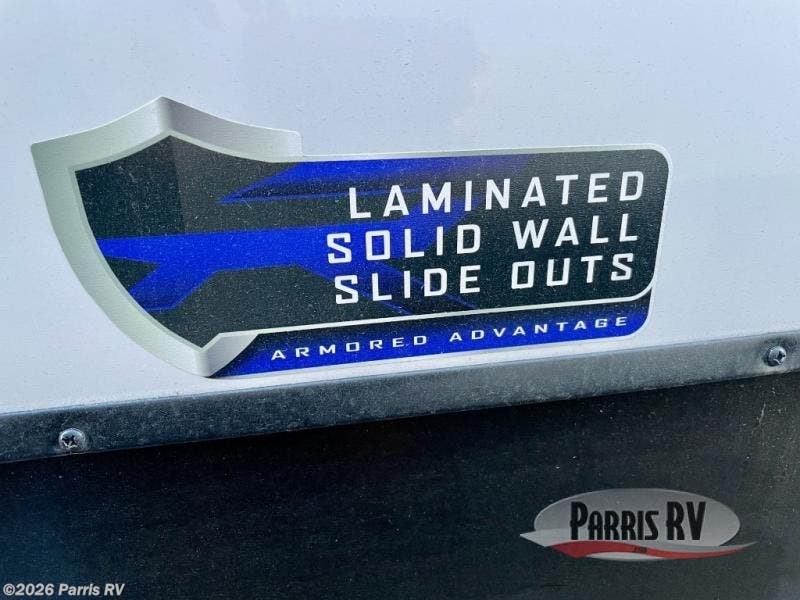 LAMINATED
SOLID WALL
SLIDE OUTS
ARMORED ADVANTAGE
PARRIS RV
©2026 Parris RV